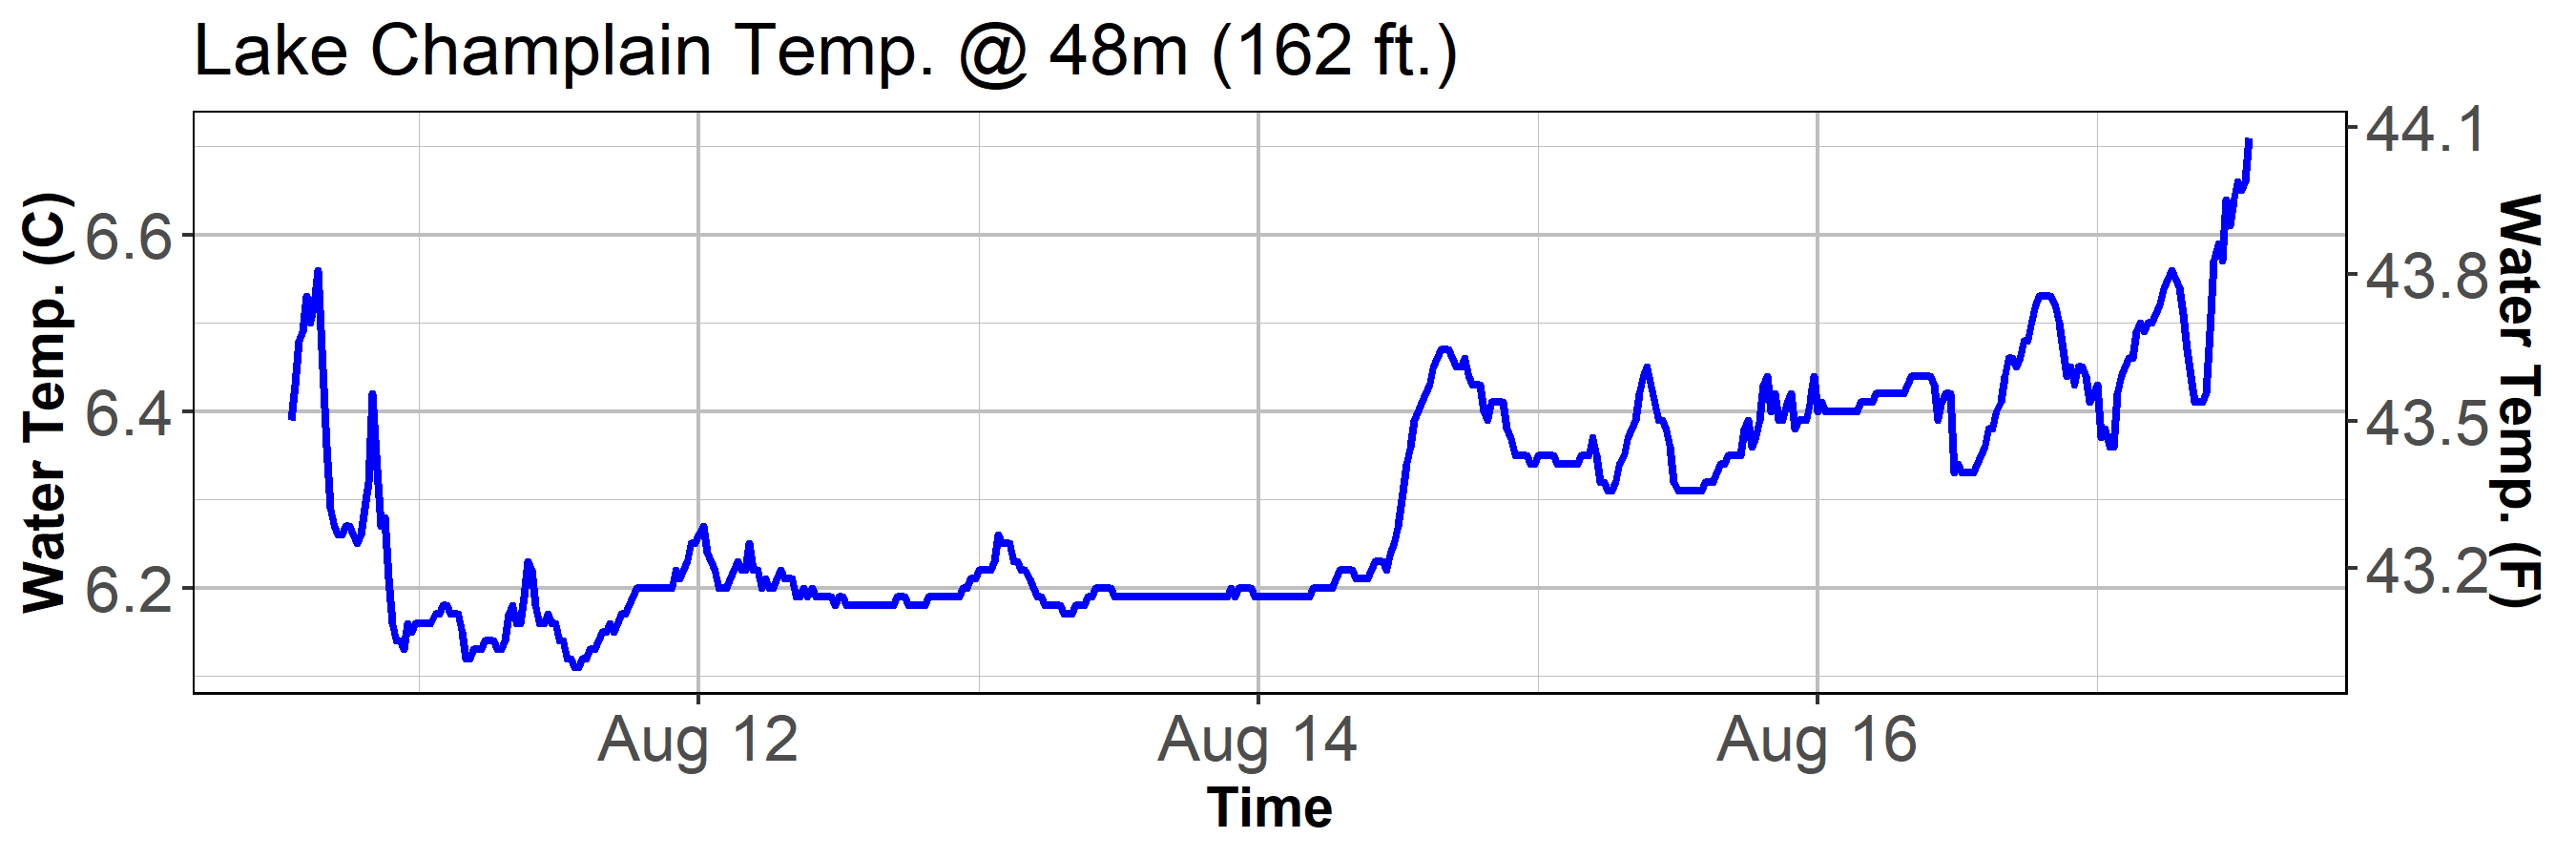 Lake Champlain Temp. @ 48m (162 ft.)
Water Temp. (C)
6.6
6.4
6.2
44.1
43.8
43.5
43.2
Water Temp. (F)
Aug 12
Aug 14
Aug 16
Time